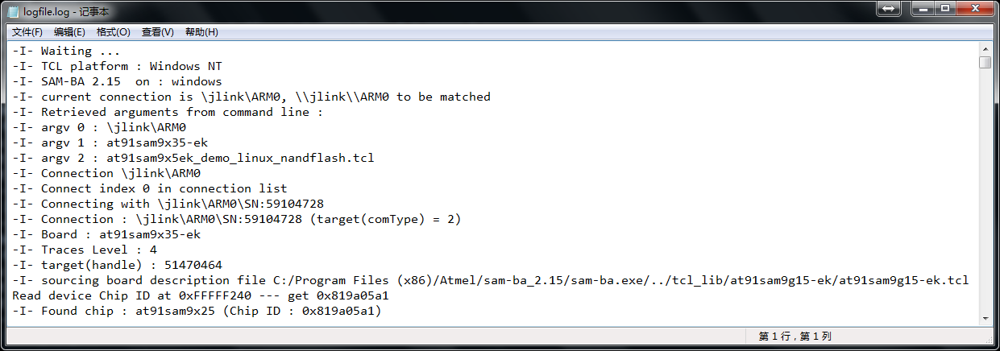 logfile.log - 记事本
文件(F) 编辑(E) 格式(O) 查看(V) 帮助(H)
-I- Waiting ...
-I- TCL platform : Windows NT
-I- SAM-BA 2.15  on : windows
-I- current connection is \jlink\ARM0, \\jlink\\ARM0 to be matched
-I- Retrieved arguments from command line :
-I- argv 0 : \jlink\ARM0
-I- argv 1 : at91sam9x35-ek
-I- argv 2 : at91sam9x5ek_demo_linux_nandflash.tcl
-I- Connection \jlink\ARM0
-I- Connect index 0 in connection list
-I- Connecting with \jlink\ARM0\SN:59104728
-I- Connection : \jlink\ARM0\SN:59104728 (target(comType) = 2)
-I- Board : at91sam9x35-ek
-I- Traces Level : 4
-I- target(handle) : 51470464
-I- sourcing board description file C:/Program Files (x86)/Atmel/sam-ba_2.15/sam-ba.exe/../tcl_lib/at91sam9g15-ek/at91sam9g15-ek.tcl
Read device Chip ID at 0xFFFFF240 --- get 0x819a05a1
-I- Found chip : at91sam9x25 (Chip ID : 0x819a05a1)
第 1 行，第 1 列